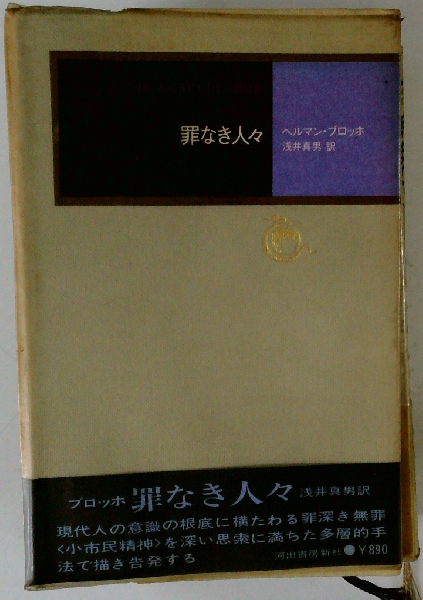 罪なき人々
ヘルマン・ブロッホ
浅井真男 訳
ブロッホ 罪なき人々 浅井真男訳
現代人の意識の根底に横たわる罪深き無罪
〈小市民精神〉を深い思索に満ちた多層的手
法で描き告発する
河出書房新社 ●￥890